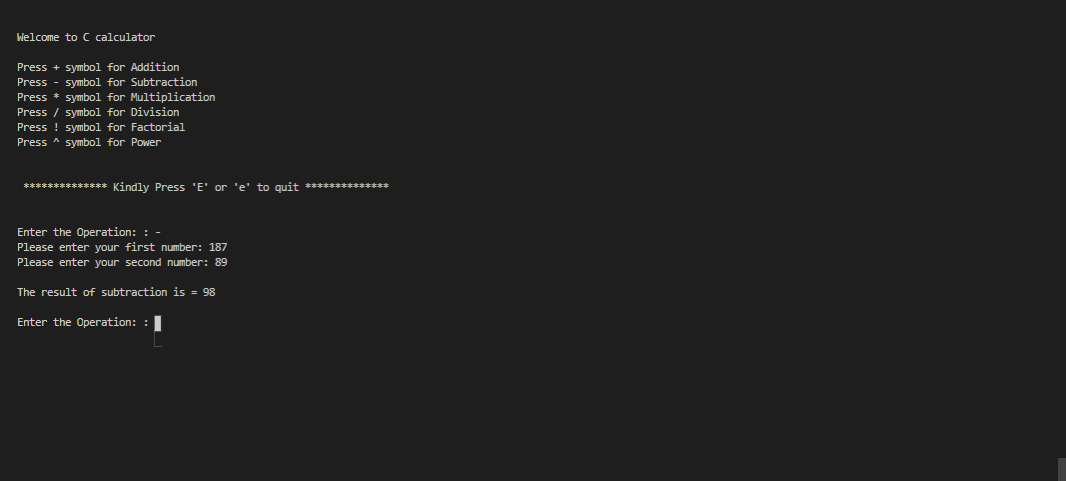 Welcome to C calculator
Press + symbol for Addition
Press - symbol for Subtraction
Press * symbol for Multiplication
Press / symbol for Division
Press ! symbol for Factorial
Press ^ symbol for Power
************** Kindly Press 'E' or 'e' to quit **************
Enter the Operation: : -
Please enter your first number: 187
Please enter your second number: 89
The result of subtraction is = 98
Enter the Operation: :